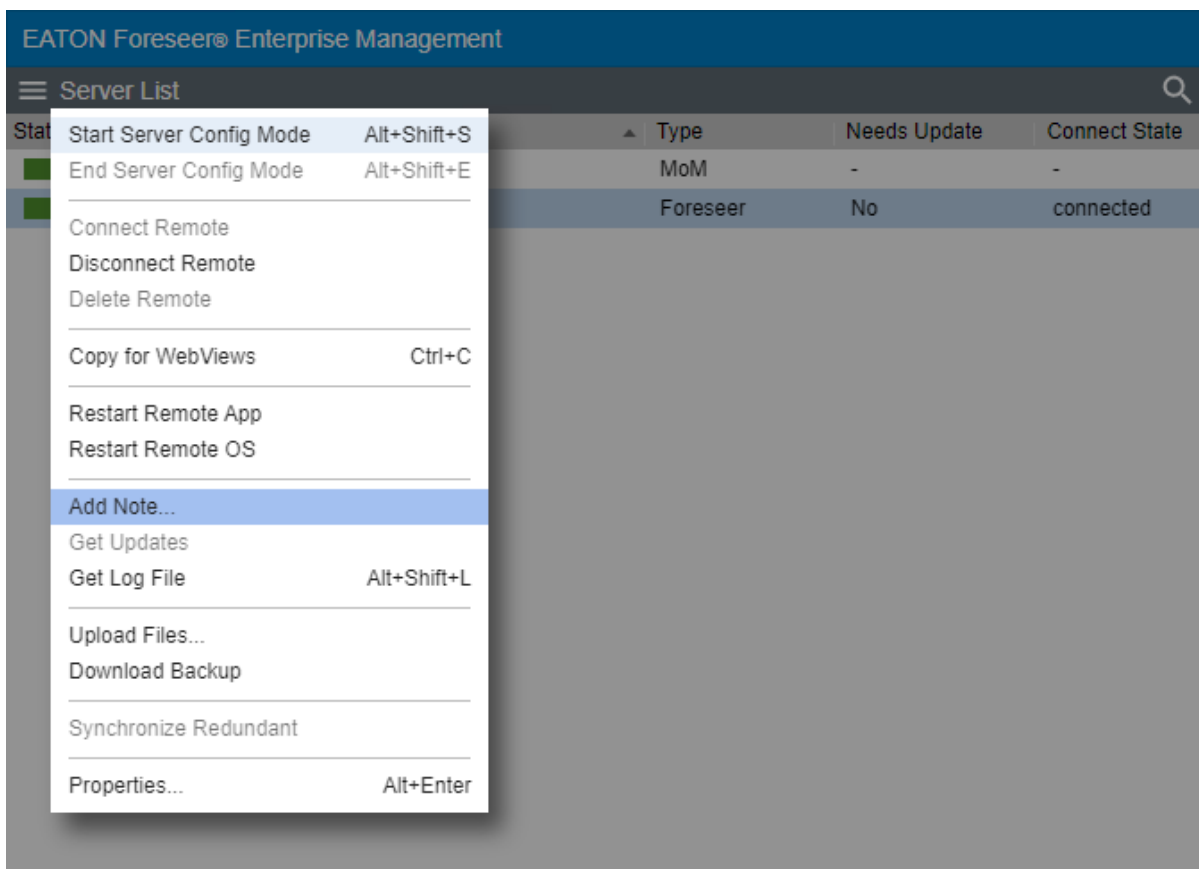 EATON Foreseer® Enterprise Management
Server List
Stat Type Needs Update Connect State
MoM - -
Foreseer No connected
Start Server Config Mode Alt+Shift+S
End Server Config Mode Alt+Shift+E
Connect Remote
Disconnect Remote
Delete Remote
Copy for WebViews Ctrl+C
Restart Remote App
Restart Remote OS
Add Note...
Get Updates
Get Log File Alt+Shift+L
Upload Files...
Download Backup
Synchronize Redundant
Properties... Alt+Enter